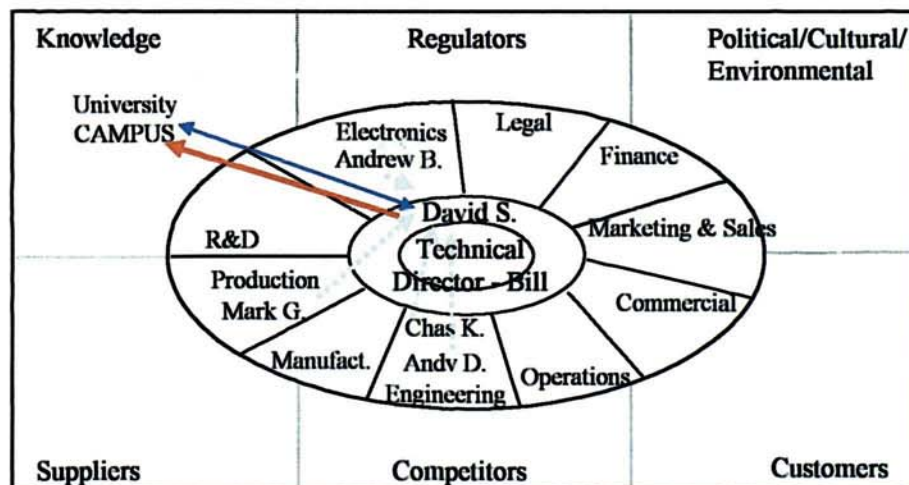 Knowledge
Regulators
Political/Cultural/
Environmental
University
CAMPUS
Electronics
Andrew B.
Legal
Finance
David S.
Marketing & Sales
R&D
Technical
Director - Bill
Production
Mark G.
Commercial
Chas K.
Manufact.
Andv D.
Engineering
Operations
Suppliers
Competitors
Customers